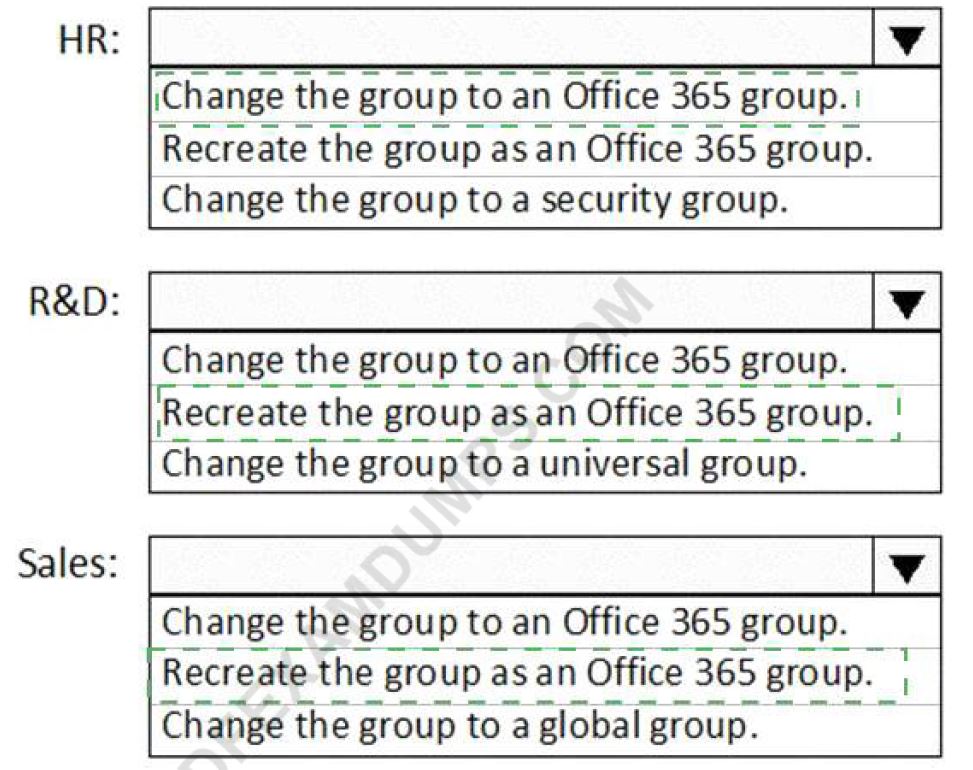 HR:
Change the group to an Office 365 group.
Recreate the group as an Office 365 group.
Change the group to a security group.
R&D:
Change the group to an Office 365 group.
Recreate the group as an Office 365 group.
Change the group to a universal group.
Sales:
Change the group to an Office 365 group.
Recreate the group as an Office 365 group.
Change the group to a global group.
DFEXAMDUMPS.COM